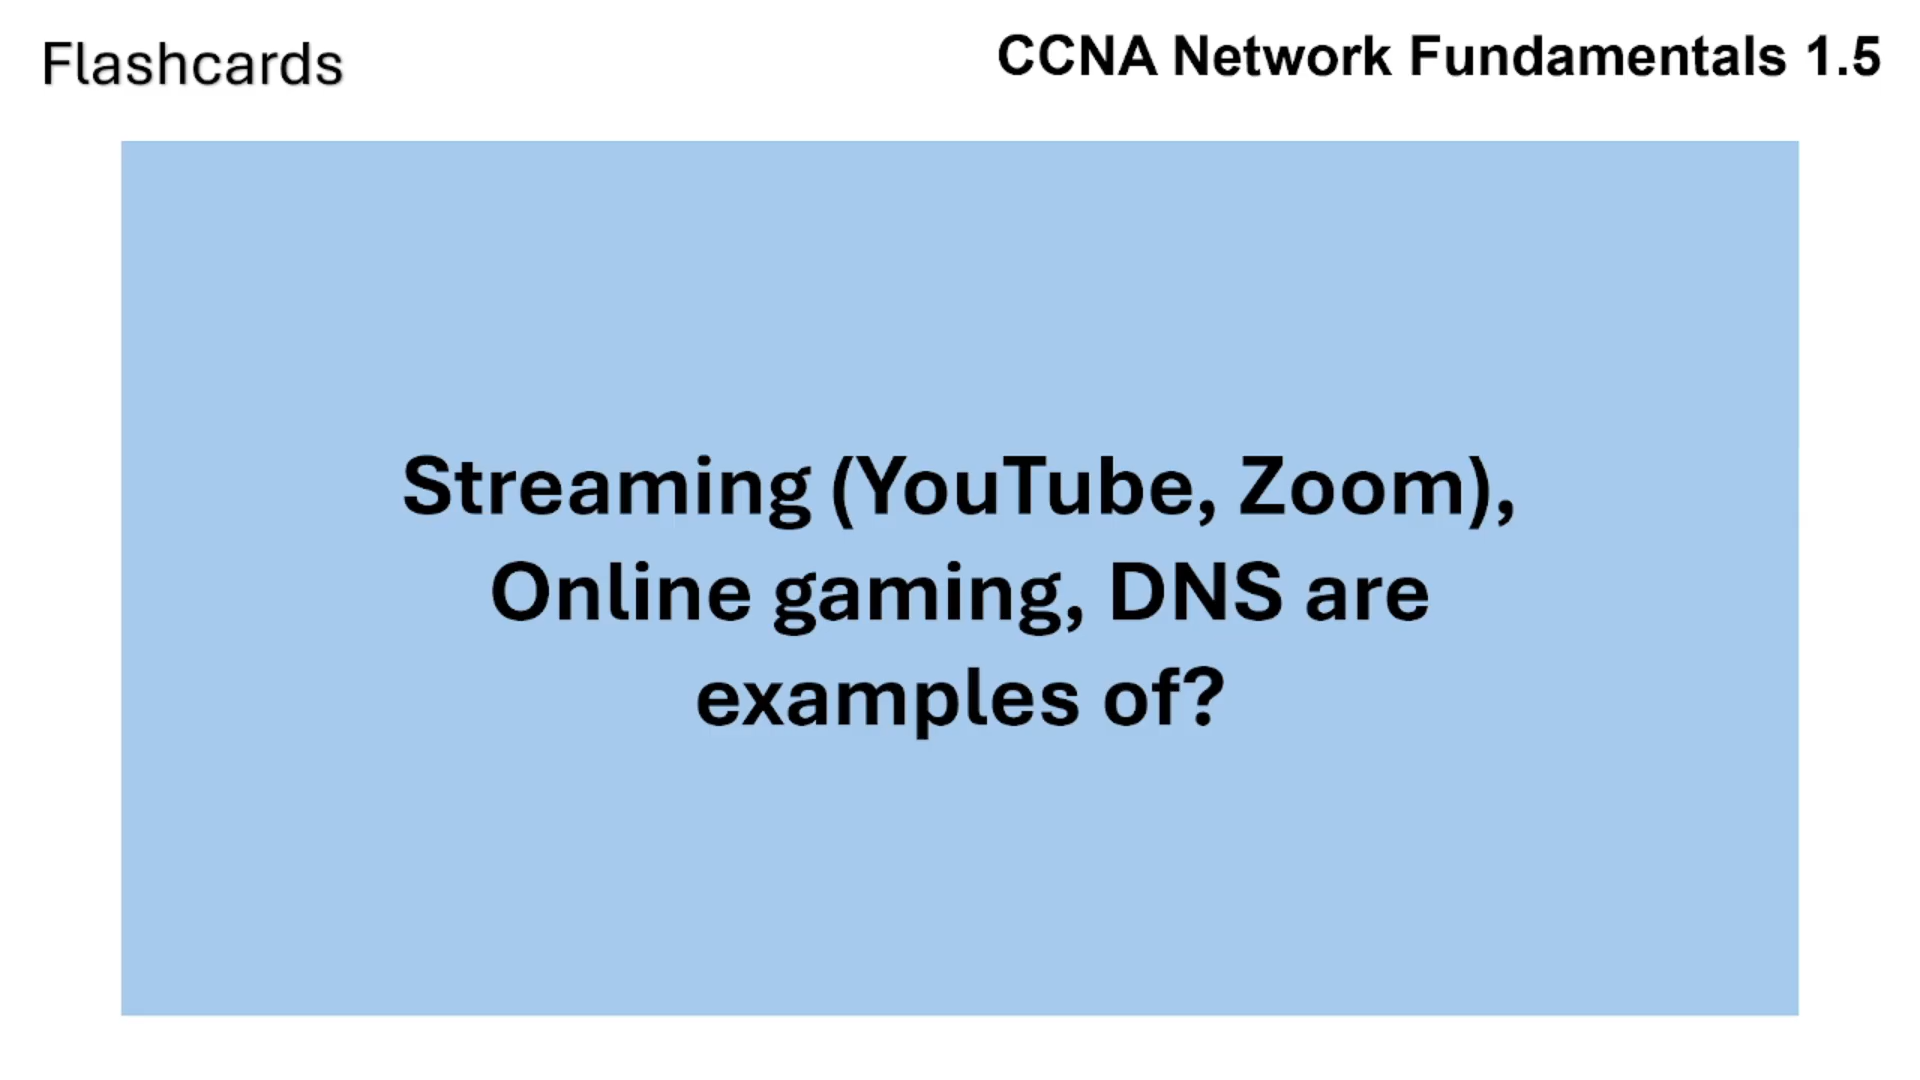 Flashcards
CCNA Network Fundamentals 1.5
Streaming (YouTube, Zoom),
Online gaming, DNS are
examples of?